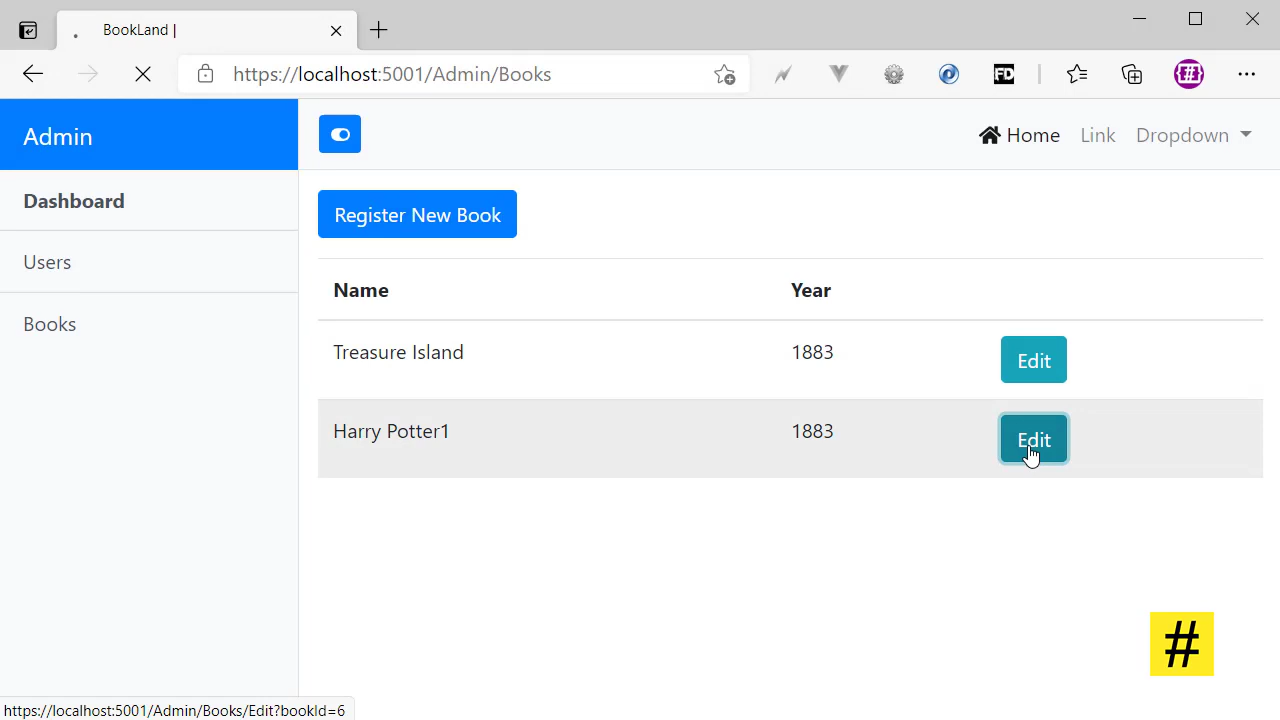 BookLand |
https://localhost:5001/Admin/Books
FD
{#}
Admin
Home Link Dropdown
Dashboard
Users
Books
Register New Book
Name Year
Treasure Island 1883 Edit
Harry Potter1 1883 Edit
#
https://localhost:5001/Admin/Books/Edit?bookId=6